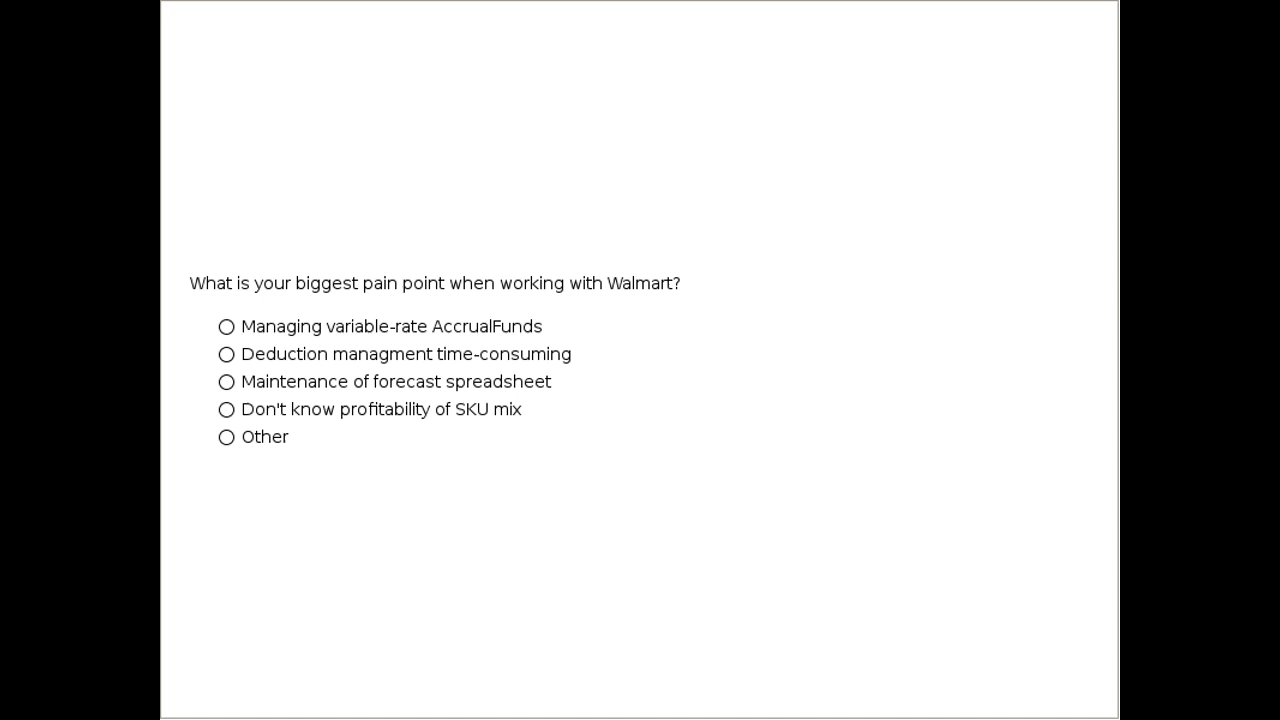 What is your biggest pain point when working with Walmart?
Managing variable-rate AccrualFunds
Deduction managment time-consuming
Maintenance of forecast spreadsheet
Don't know profitability of SKU mix
Other